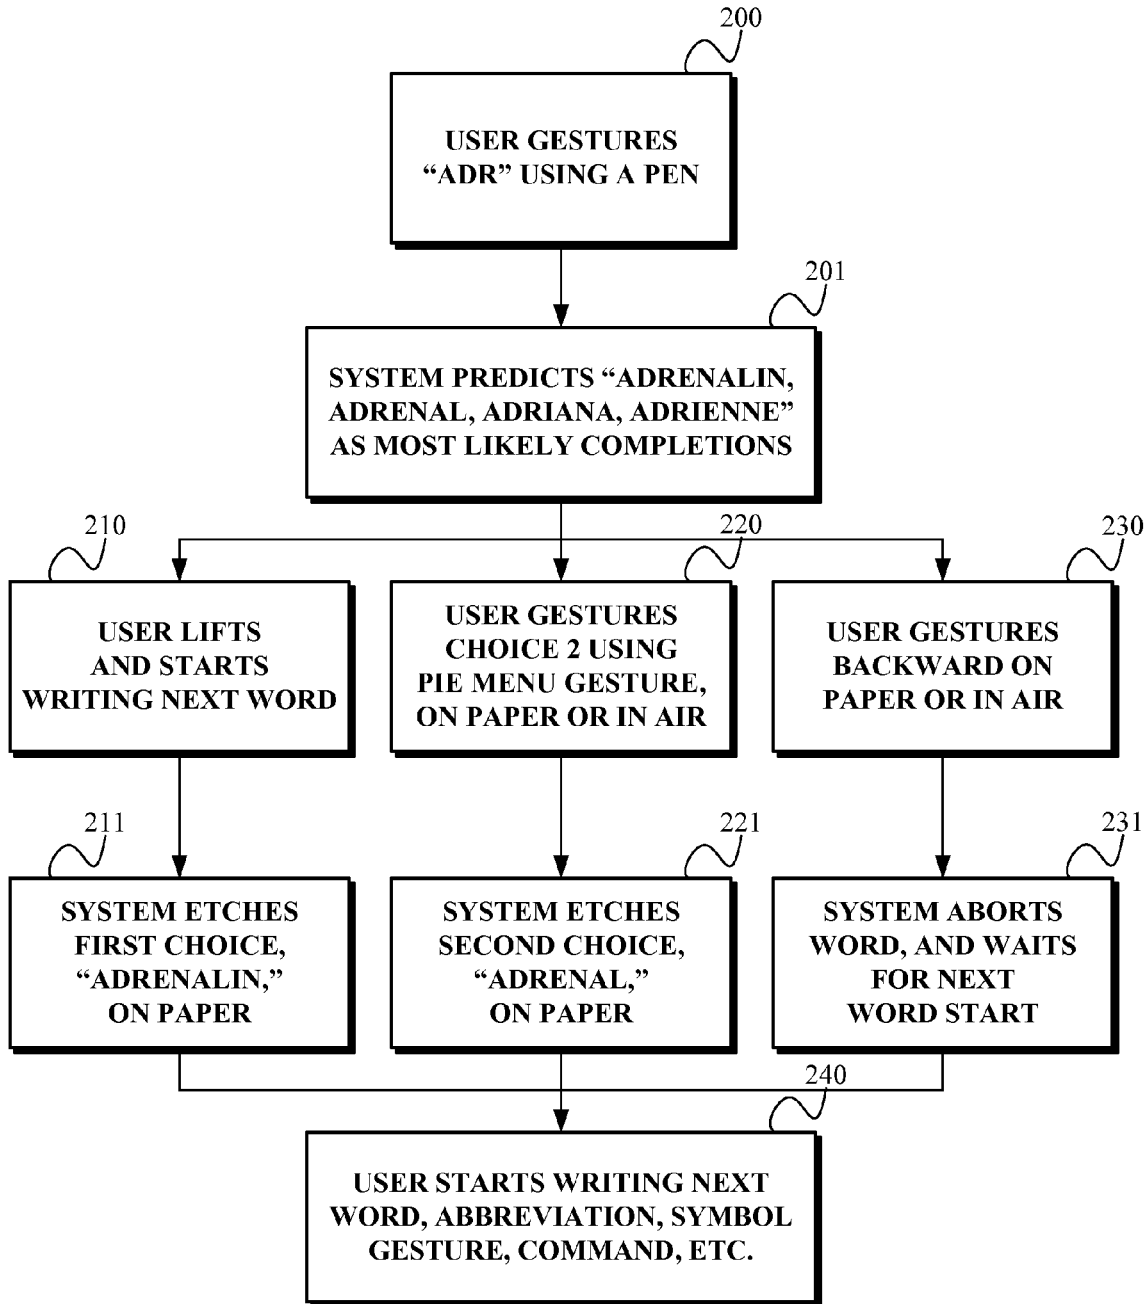 200
USER GESTURES
“ADR” USING A PEN
201
SYSTEM PREDICTS “ADRENALIN,
ADRENAL, ADRIANA, ADRIENNE”
AS MOST LIKELY COMPLETIONS
210
USER LIFTS
AND STARTS
WRITING NEXT WORD
220
USER GESTURES
CHOICE 2 USING
PIE MENU GESTURE,
ON PAPER OR IN AIR
230
USER GESTURES
BACKWARD ON
PAPER OR IN AIR
211
SYSTEM ETCHES
FIRST CHOICE,
“ADRENALIN,”
ON PAPER
221
SYSTEM ETCHES
SECOND CHOICE,
“ADRENAL,”
ON PAPER
231
SYSTEM ABORTS
WORD, AND WAITS
FOR NEXT
WORD START
240
USER STARTS WRITING NEXT
WORD, ABBREVIATION, SYMBOL
GESTURE, COMMAND, ETC.